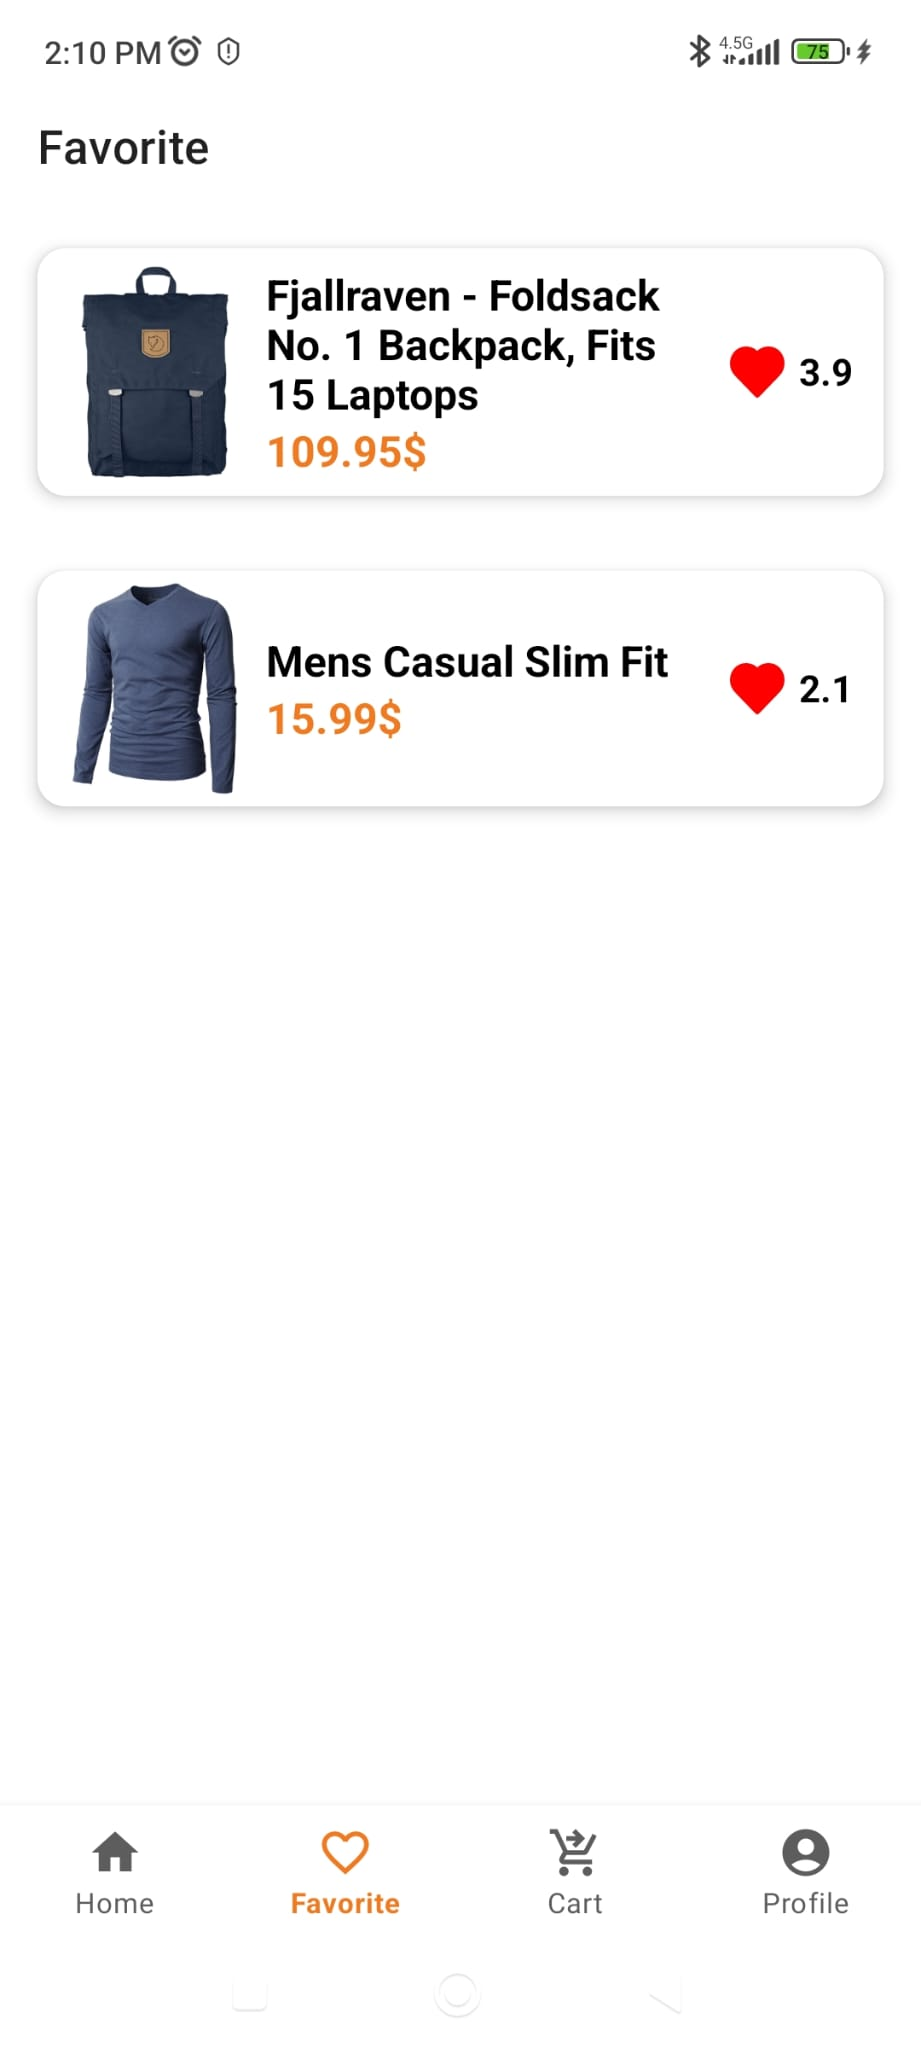 2:10 PM
4.5G
75
Favorite
Fjallraven - Foldsack
No. 1 Backpack, Fits
15 Laptops
109.95$
3.9
Mens Casual Slim Fit
15.99$
2.1
Home
Favorite
Cart
Profile